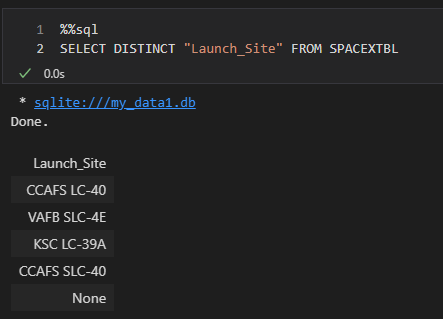 1 %%sql
2 SELECT DISTINCT "Launch_Site" FROM SPACEXTBL
✓ 0.0s
* sqlite:///my_data1.db
Done.
Launch_Site
CCAFS LC-40
VAFB SLC-4E
KSC LC-39A
CCAFS SLC-40
None